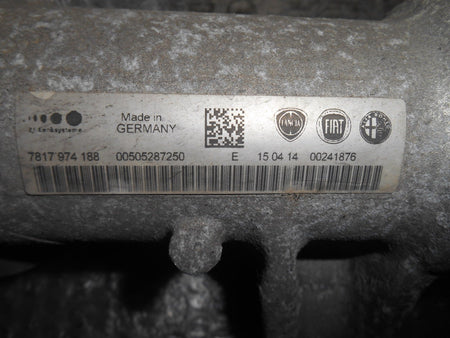 Made in
GERMANY
LANCIA FIAT
7817 974 188 00505287250 E 15 04 14 00241876